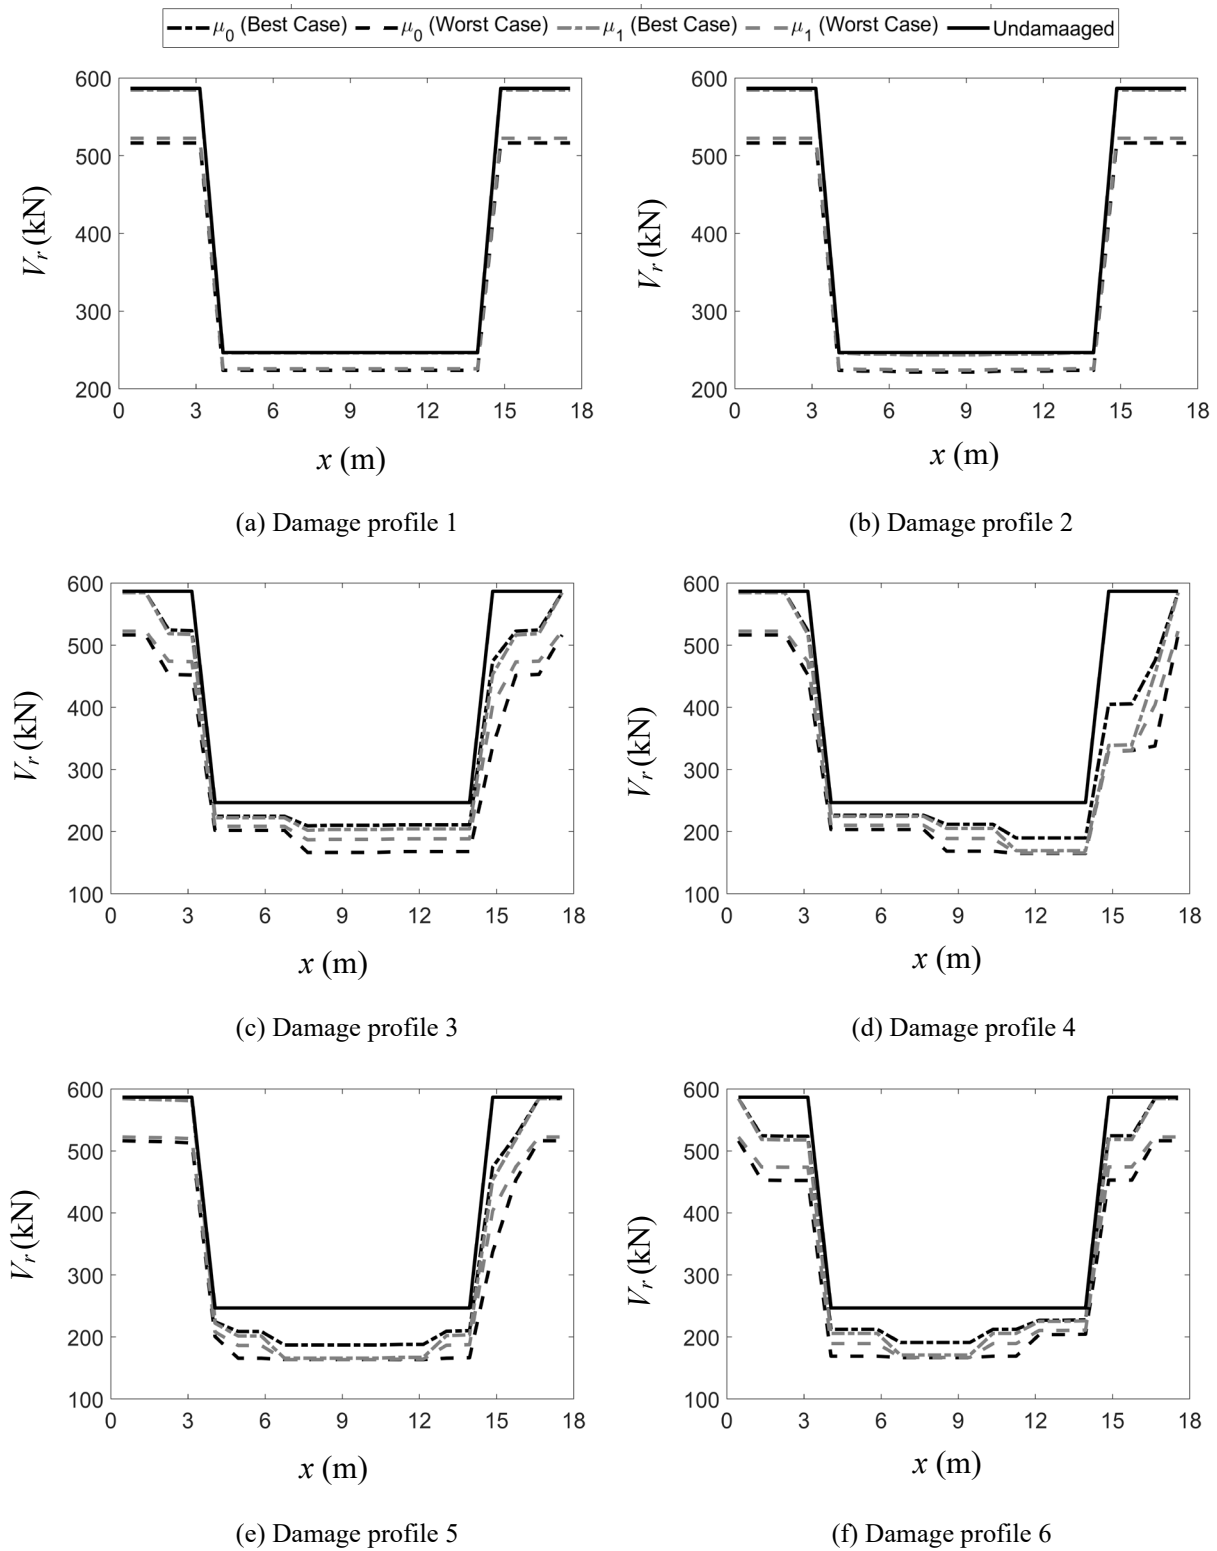 μ0 (Best Case) μ0 (Worst Case) μ1 (Best Case) μ1 (Worst Case) Undamaaged
600
500
400
300
200
Vr (kN)
0 3 6 9 12 15 18
x (m)
(a) Damage profile 1
600
500
400
300
200
Vr (kN)
0 3 6 9 12 15 18
x (m)
(b) Damage profile 2
600
500
400
300
200
100
Vr (kN)
0 3 6 9 12 15 18
x (m)
(c) Damage profile 3
600
500
400
300
200
100
Vr (kN)
0 3 6 9 12 15 18
x (m)
(d) Damage profile 4
600
500
400
300
200
100
Vr (kN)
0 3 6 9 12 15 18
x (m)
(e) Damage profile 5
600
500
400
300
200
100
Vr (kN)
0 3 6 9 12 15 18
x (m)
(f) Damage profile 6